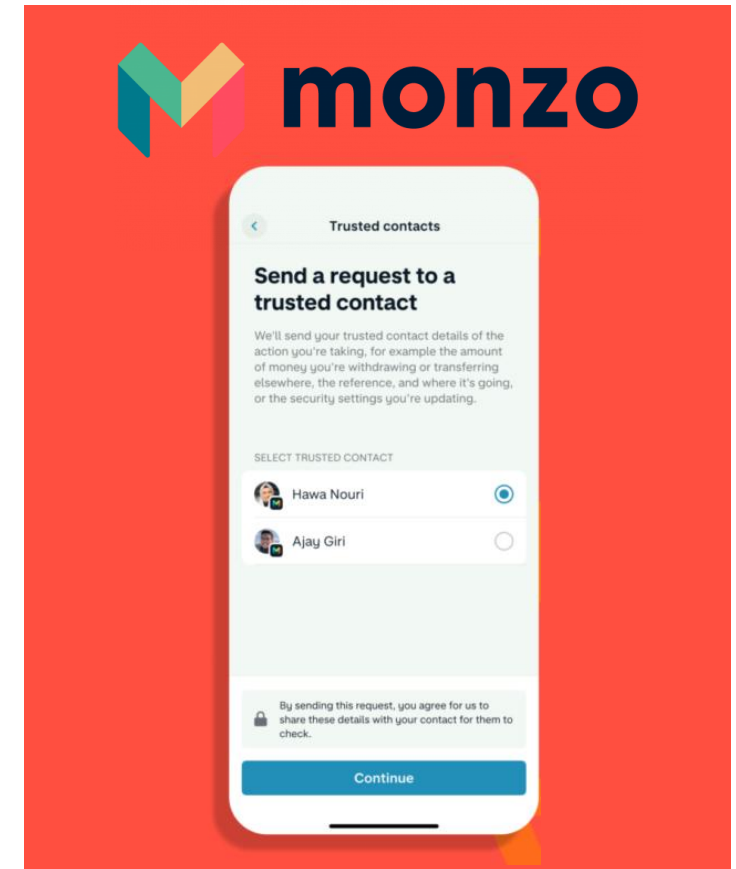 monzo
Trusted contacts
Send a request to a
trusted contact
We'll send your trusted contact details of the
action you're taking, for example the amount
of money you're withdrawing or transferring
elsewhere, the reference, and where it's going,
or the security settings you're updating.
SELECT TRUSTED CONTACT
Hawa Nouri
Ajay Giri
By sending this request, you agree for us to
share these details with your contact for them to
check.
Continue